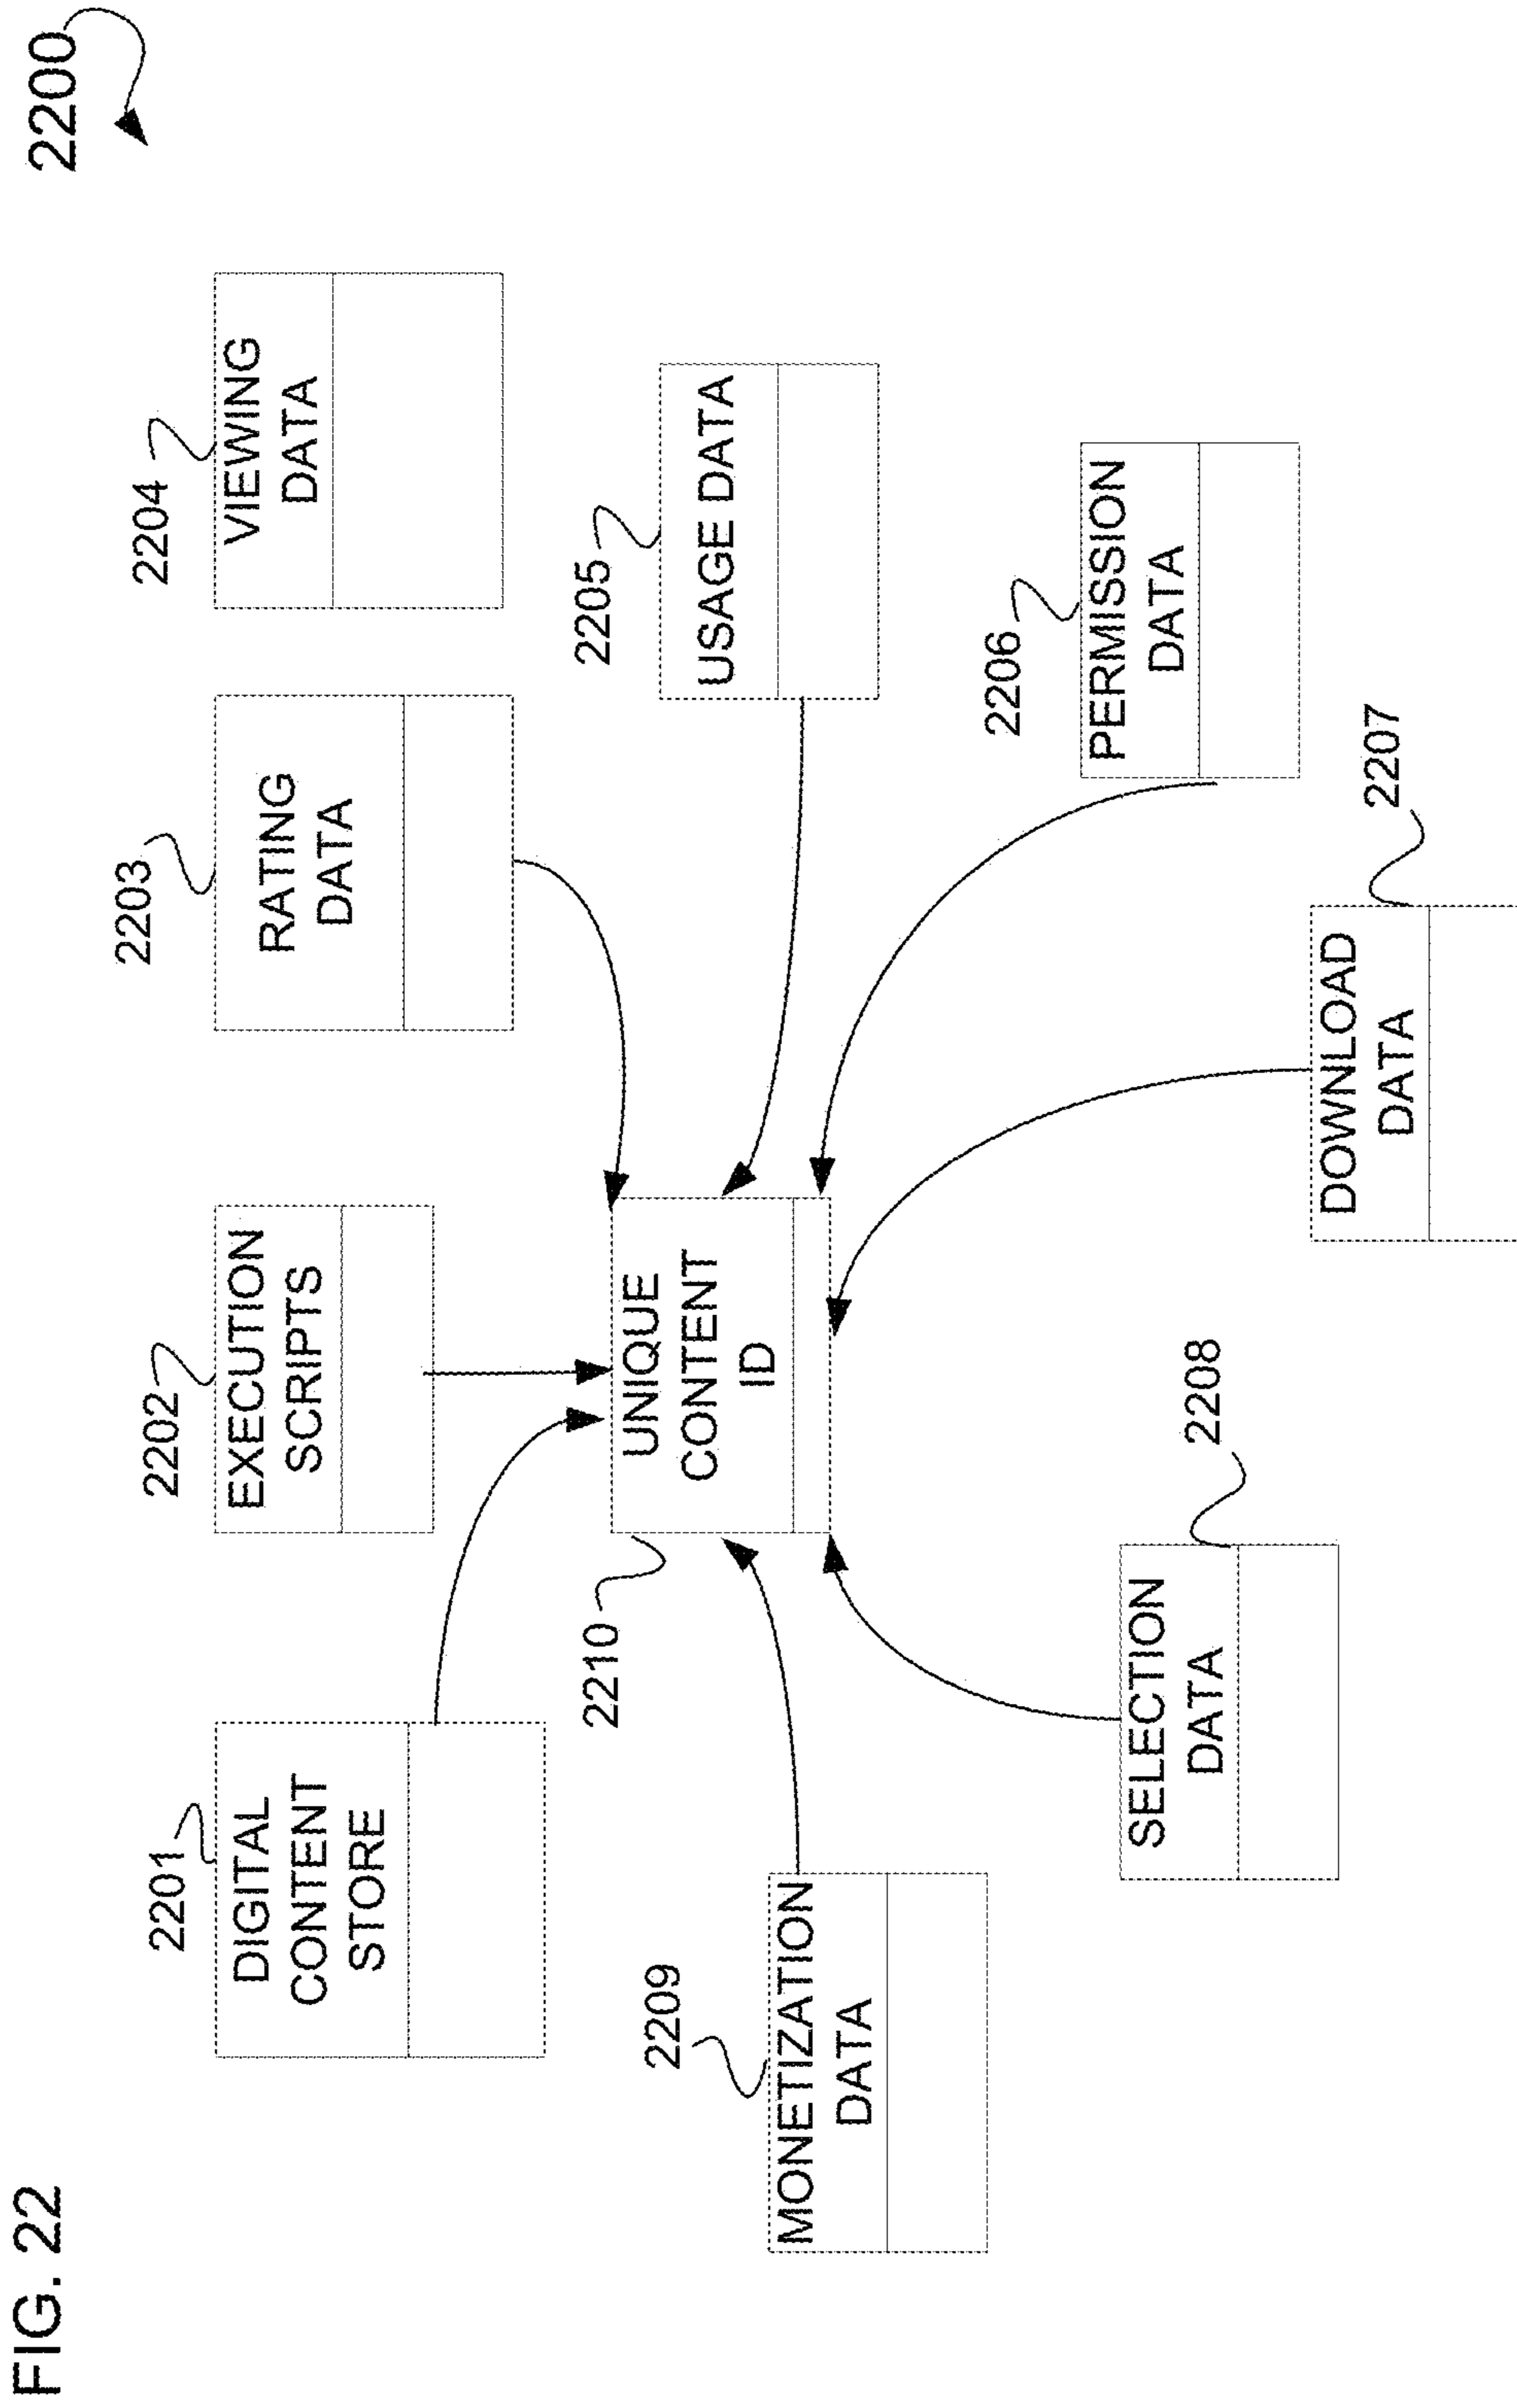 FIG. 22
2200
2201
DIGITAL
CONTENT
STORE
2202
EXECUTION
SCRIPTS
2203
RATING
DATA
2204
VIEWING
DATA
2205
USAGE DATA
2206
PERMISSION
DATA
2207
DOWNLOAD
DATA
2208
SELECTION
DATA
2209
MONETIZATION
DATA
2210
UNIQUE
CONTENT
ID